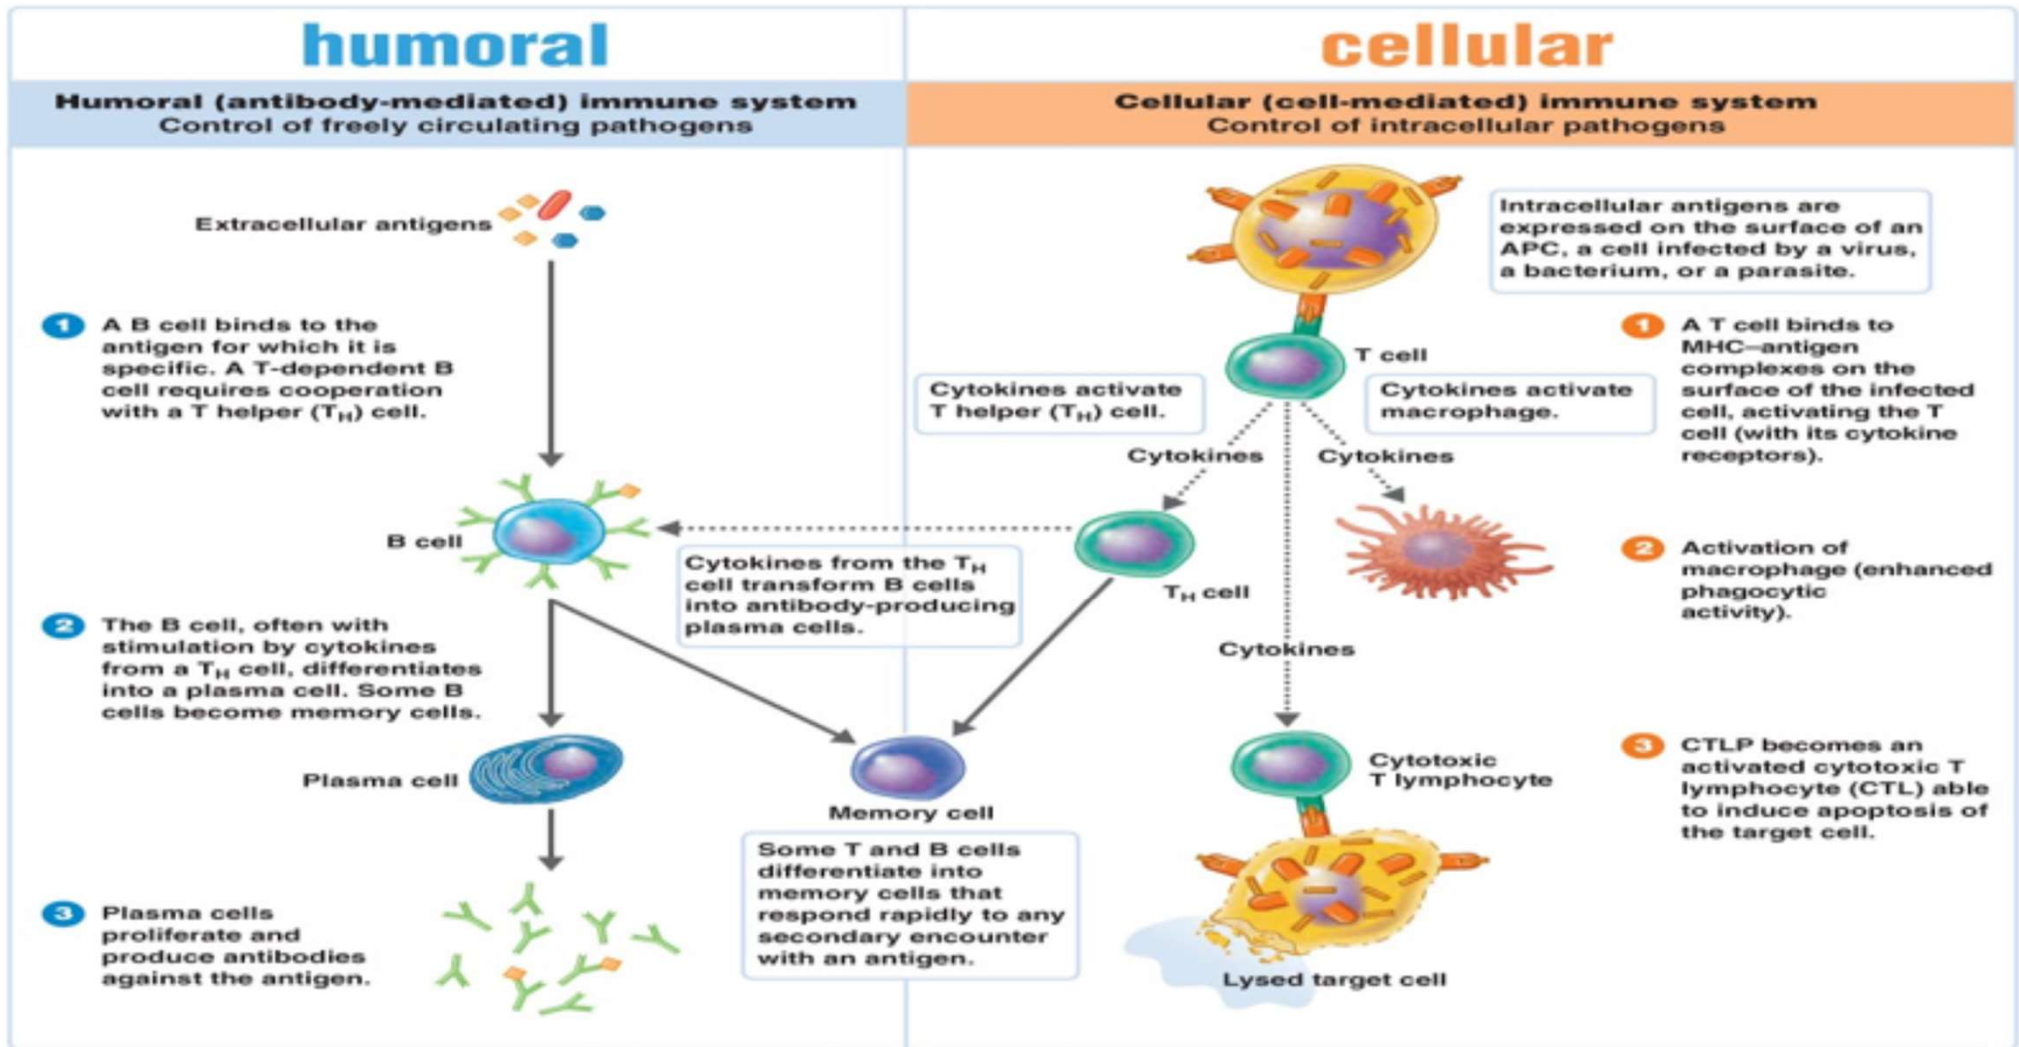 humoral
Humoral (antibody-mediated) immune system
Control of freely circulating pathogens
Extracellular antigens
1 A B cell binds to the
antigen for which it is
specific. A T-dependent B
cell requires cooperation
with a T helper (TH) cell.
B cell
2 The B cell, often with
stimulation by cytokines
from a TH cell, differentiates
into a plasma cell. Some B
cells become memory cells.
Plasma cell
3 Plasma cells
proliferate and
produce antibodies
against the antigen.
Cytokines from the TH
cell transform B cells
into antibody-producing
plasma cells.
Memory cell
Some T and B cells
differentiate into
memory cells that
respond rapidly to any
secondary encounter
with an antigen.
cellular
Cellular (cell-mediated) immune system
Control of intracellular pathogens
Intracellular antigens are
expressed on the surface of an
APC, a cell infected by a virus,
a bacterium, or a parasite.
T cell
Cytokines activate
T helper (TH) cell.
Cytokines activate
macrophage.
Cytokines
Cytokines
TH cell
Cytokines
Cytotoxic
T lymphocyte
Lysed target cell
1 A T cell binds to
MHC–antigen
complexes on the
surface of the infected
cell, activating the T
cell (with its cytokine
receptors).
2 Activation of
macrophage (enhanced
phagocytic
activity).
3 CTLP becomes an
activated cytotoxic T
lymphocyte (CTL) able
to induce apoptosis of
the target cell.